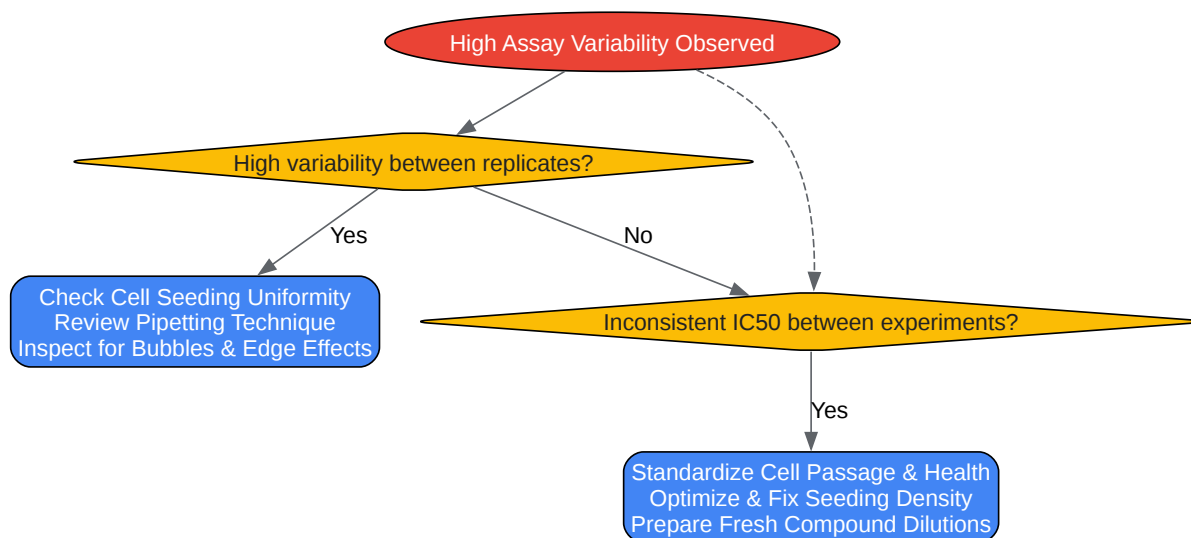 High Assay Variability Observed
High variability between replicates?
Yes
No
Check Cell Seeding Uniformity
Review Pipetting Technique
Inspect for Bubbles & Edge Effects
Inconsistent IC50 between experiments?
Yes
Standardize Cell Passage & Health
Optimize & Fix Seeding Density
Prepare Fresh Compound Dilutions